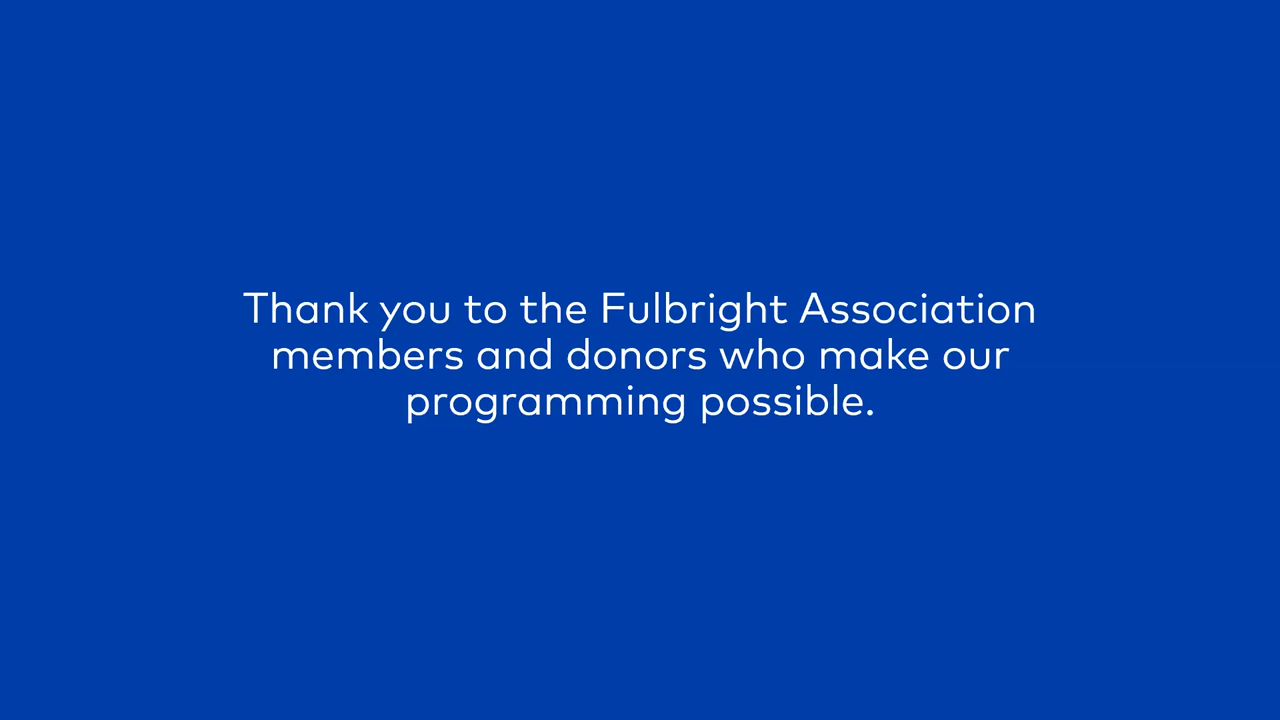 Thank you to the Fulbright Association
members and donors who make our
programming possible.